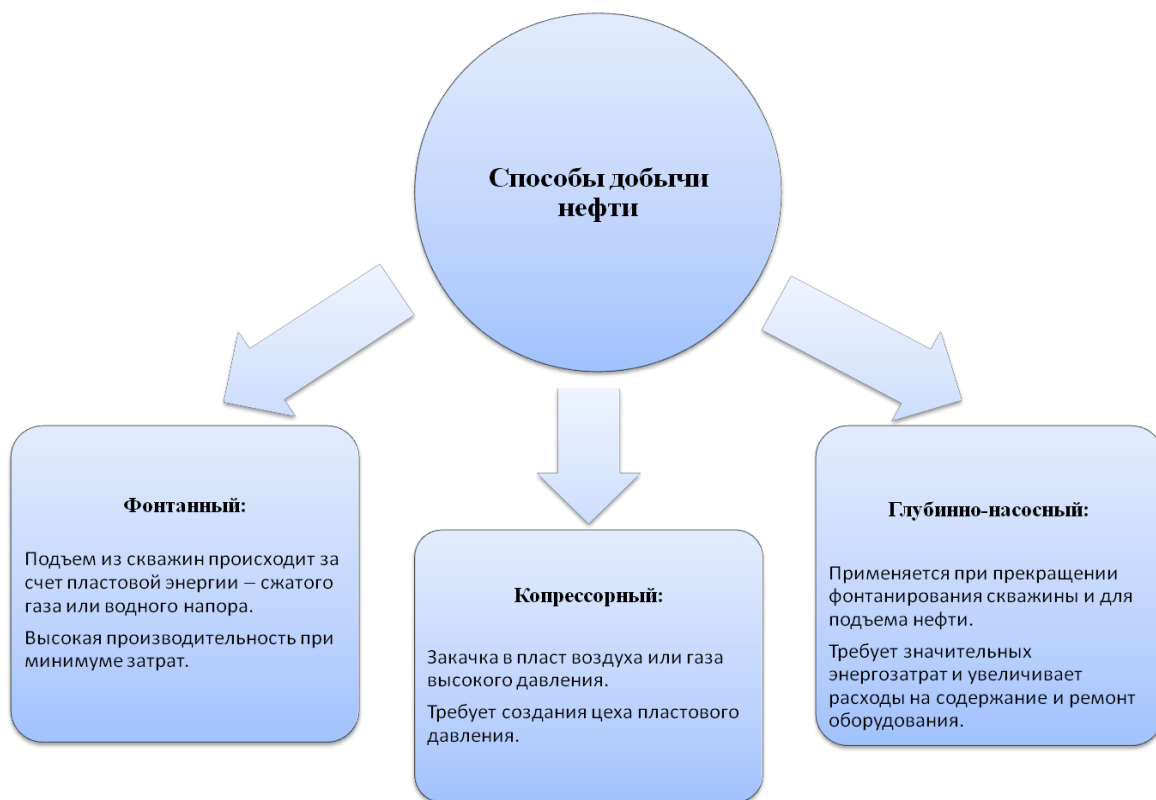 Способы добычи
нефти
Фонтанный:
Подъем из скважин происходит за
счет пластовой энергии – сжатого
газа или водного напора.
Высокая производительность при
минимуме затрат.
Копрессорный:
Закачка в пласт воздуха или газа
высокого давления.
Требует создания цеха пластового
давления.
Глубинно-насосный:
Применяется при прекращении
фонтанирования скважины и для
подъема нефти.
Требует значительных
энергозатрат и увеличивает
расходы на содержание и ремонт
оборудования.